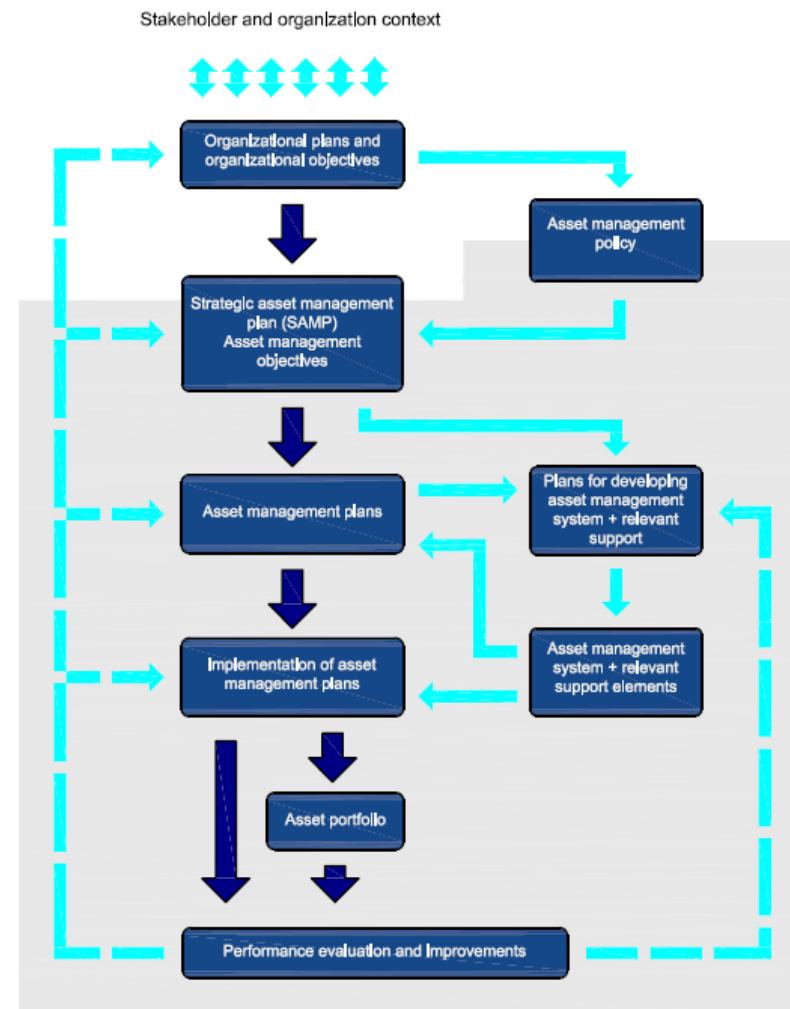 Stakeholder and organization context
Organizational plans and
organizational objectives
Asset management
policy
Strategic asset management
plan (SAMP)
Asset management
objectives
Asset management plans
Plans for developing
asset management
system + relevant
support
Implementation of asset
management plans
Asset management
system + relevant
support elements
Asset portfolio
Performance evaluation and improvements